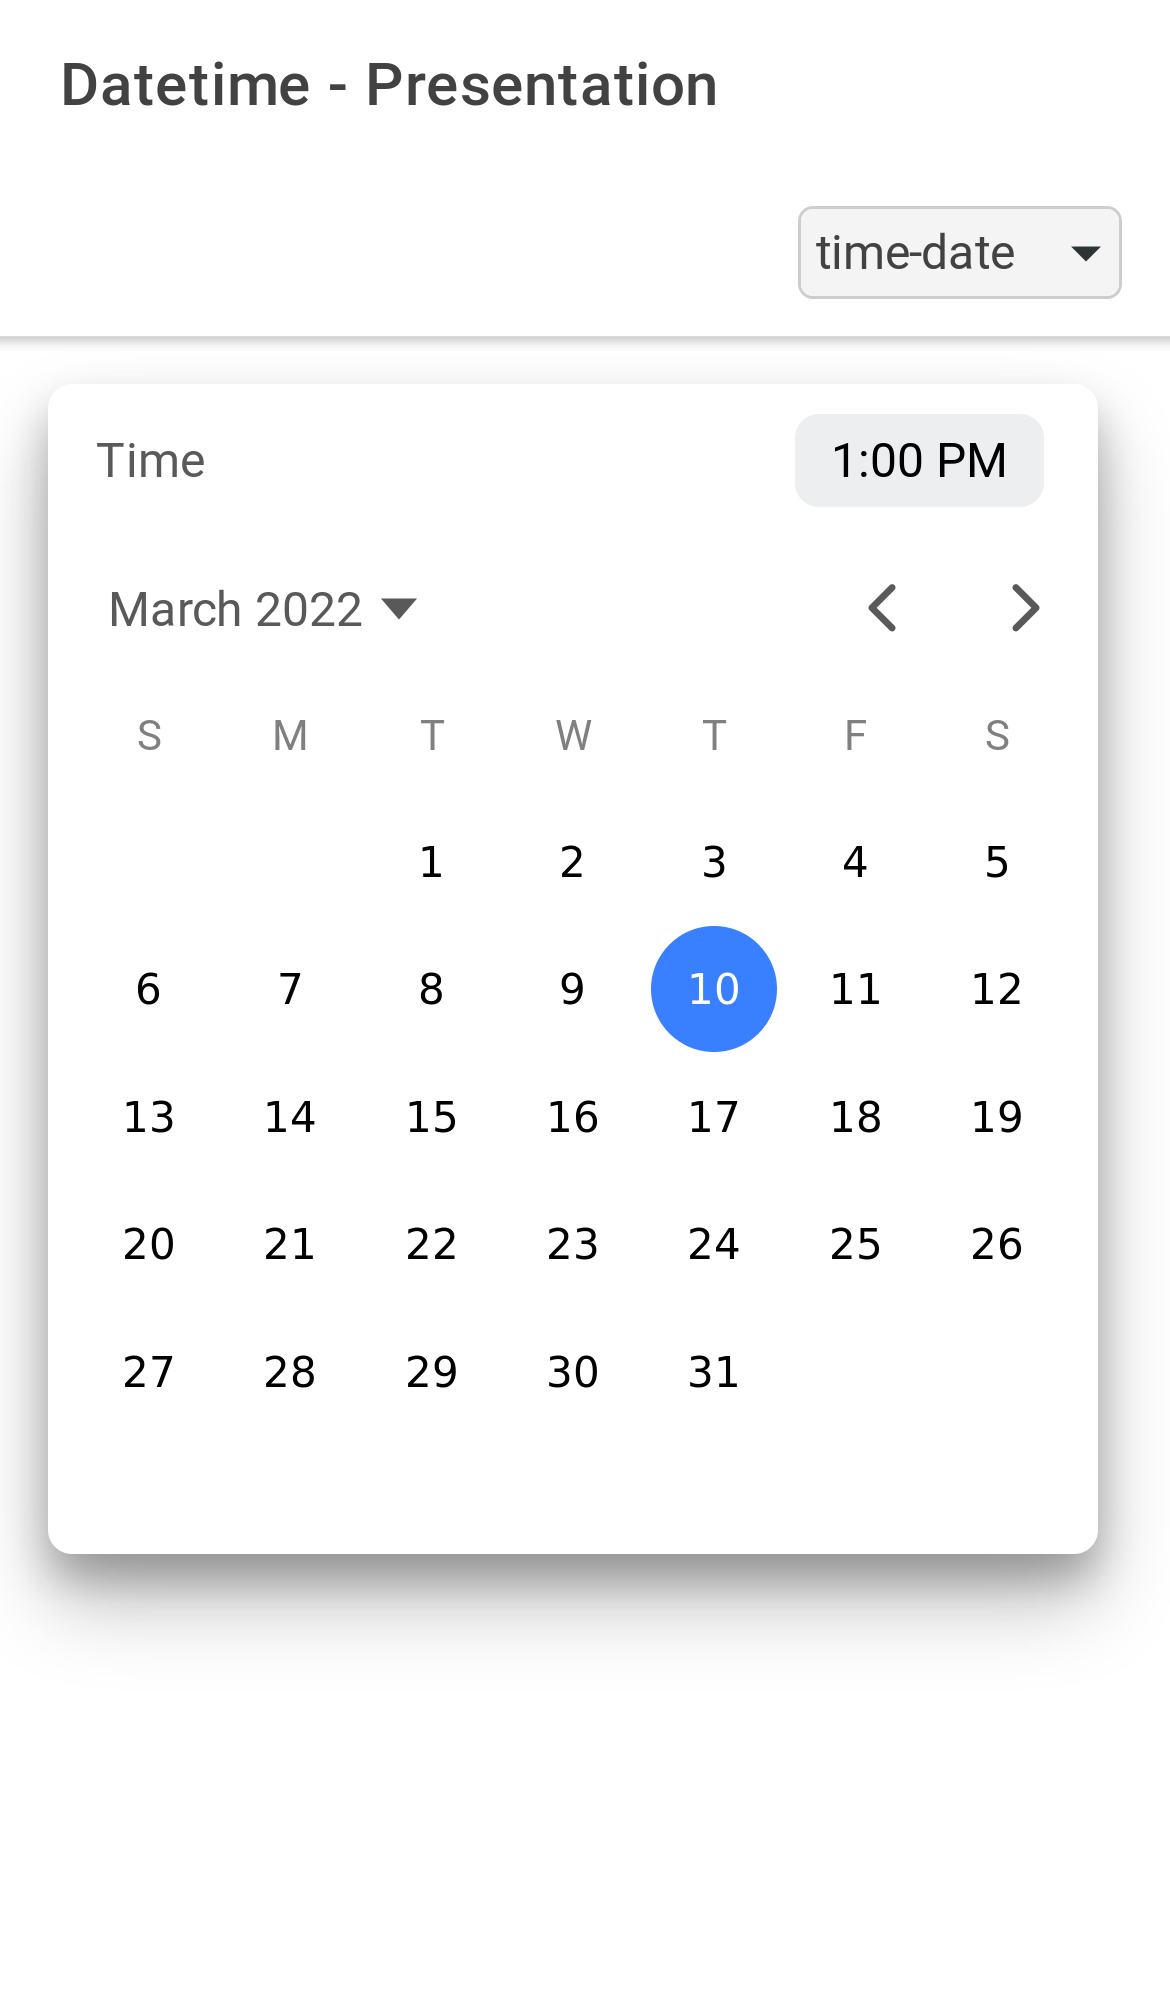 Datetime - Presentation
time-date
Time 1:00 PM
March 2022
S M T W T F S
1 2 3 4 5
6 7 8 9 10 11 12
13 14 15 16 17 18 19
20 21 22 23 24 25 26
27 28 29 30 31